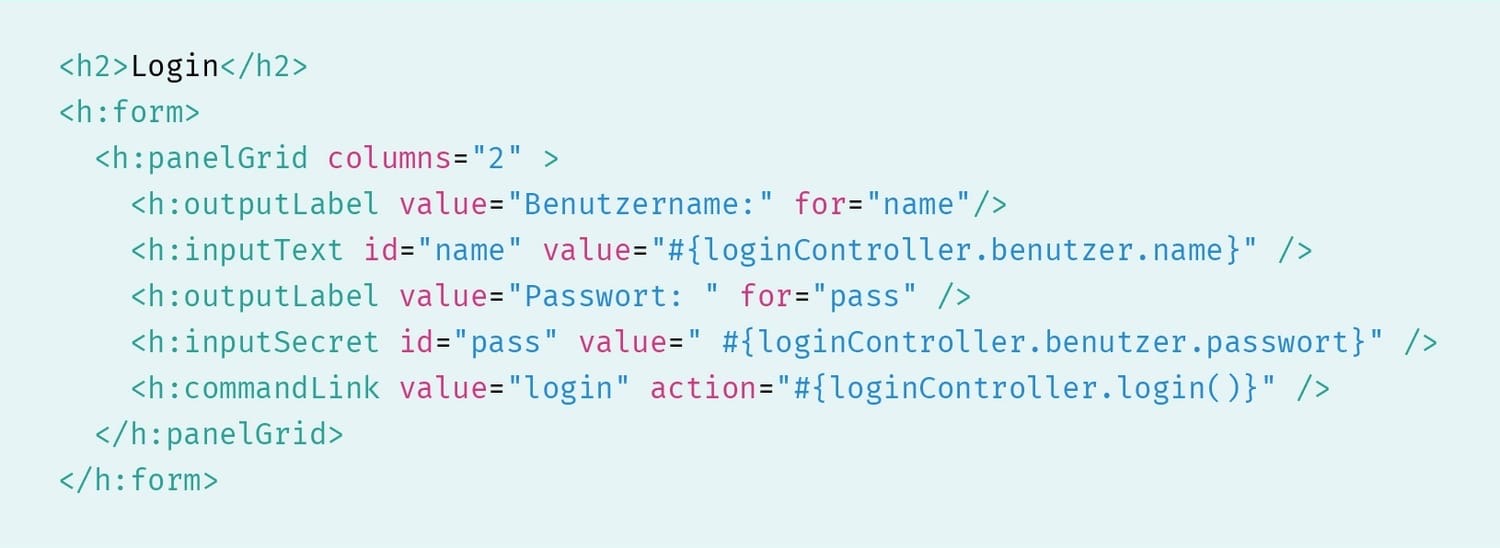 <h2>Login</h2>
<h:form>
  <h:panelGrid columns="2" >
    <h:outputLabel value="Benutzername:" for="name"/>
    <h:inputText id="name" value="#{loginController.benutzer.name}" />
    <h:outputLabel value="Passwort: " for="pass" />
    <h:inputSecret id="pass" value=" #{loginController.benutzer.passwort}" />
    <h:commandLink value="login" action="#{loginController.login()}" />
  </h:panelGrid>
</h:form>